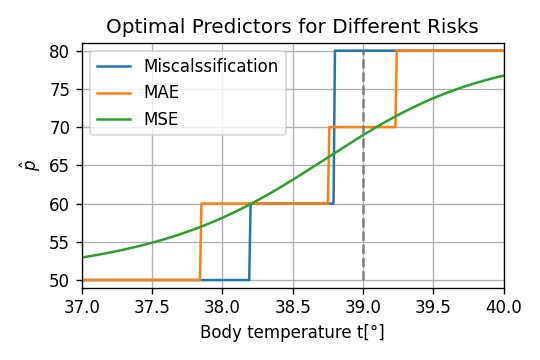 Optimal Predictors for Different Risks
80
75
70
65
60
55
50
p̂
Miscalssification
MAE
MSE
37.0 37.5 38.0 38.5 39.0 39.5 40.0
Body temperature t[°]